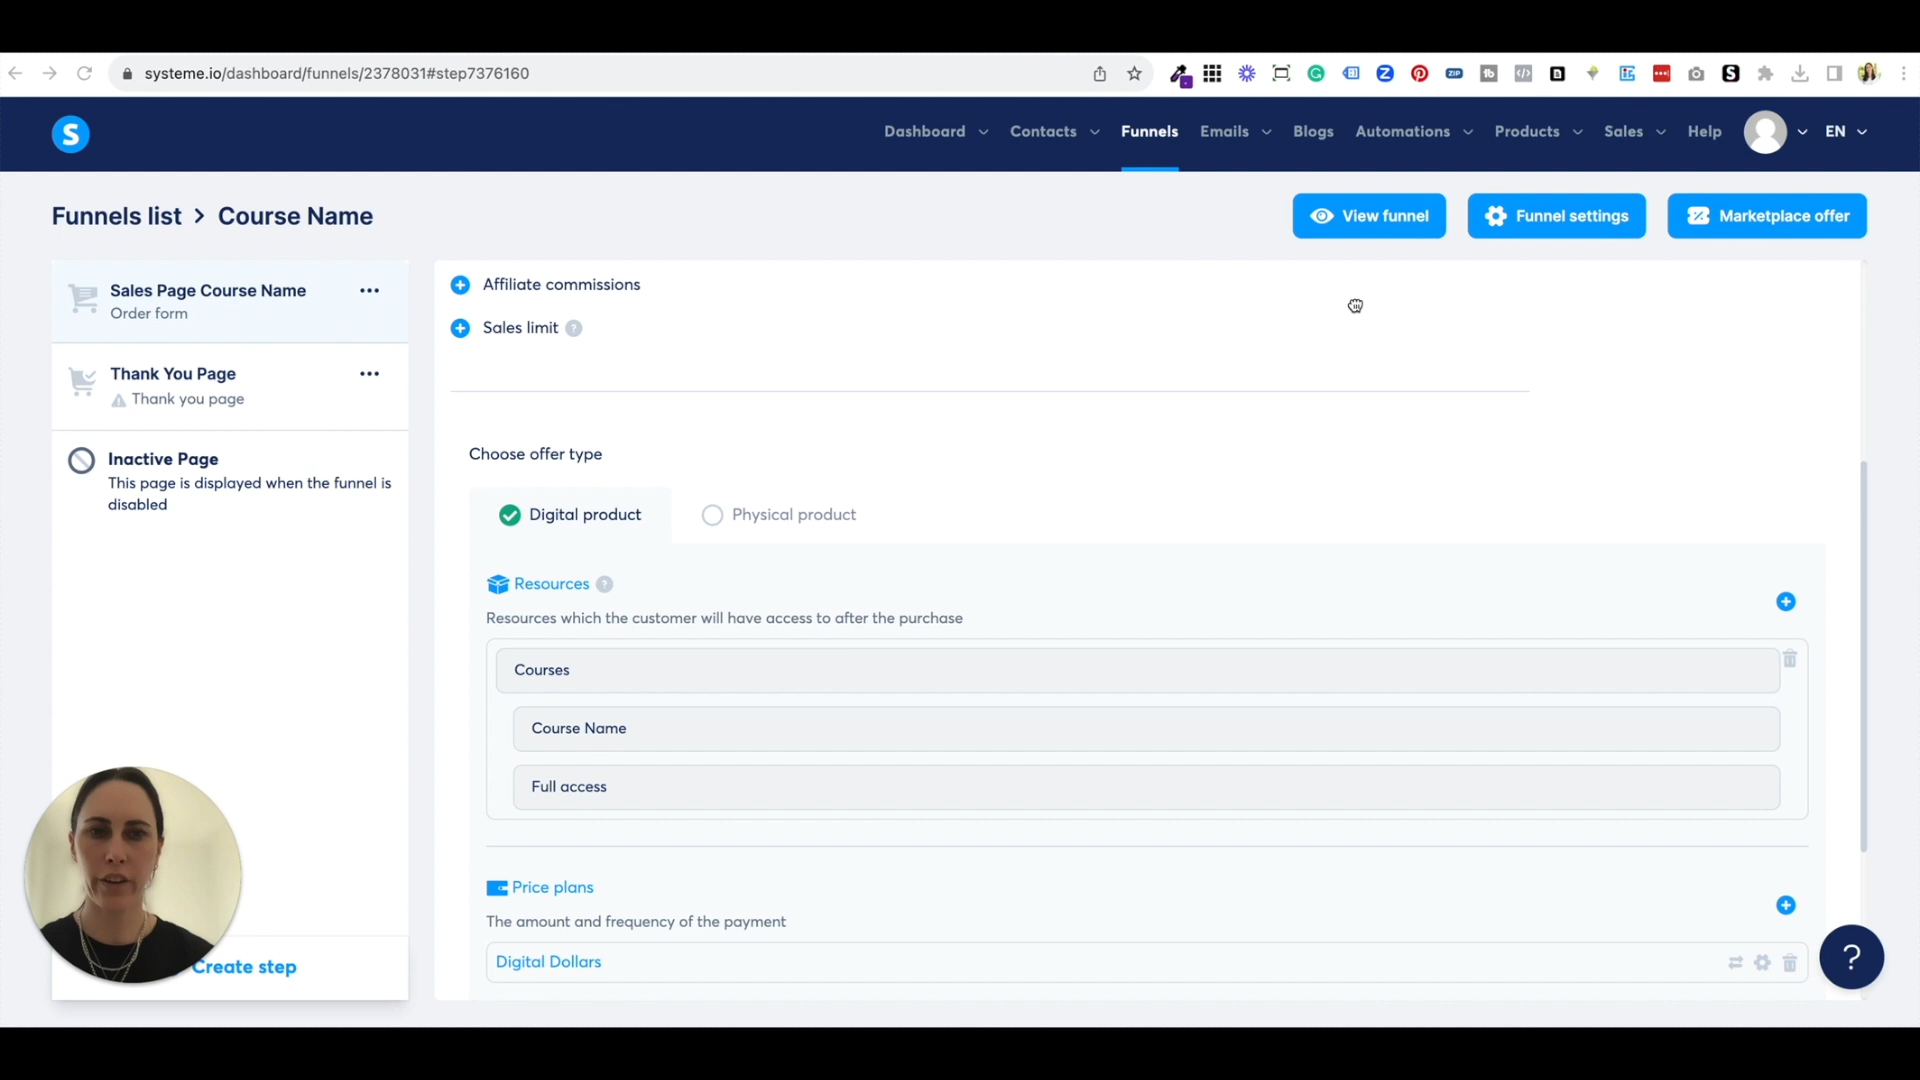 systeme.io/dashboard/funnels/2378031#step7376160
S
Dashboard Contacts Funnels Emails Blogs Automations Products Sales Help EN
Funnels list > Course Name
View funnel
Funnel settings
Marketplace offer
Sales Page Course Name
Order form
Thank You Page
Thank you page
Inactive Page
This page is displayed when the funnel is
disabled
Create step
Affiliate commissions
Sales limit ?
Choose offer type
Digital product
Physical product
Resources ?
Resources which the customer will have access to after the purchase
Courses
Course Name
Full access
Price plans
The amount and frequency of the payment
Digital Dollars
?